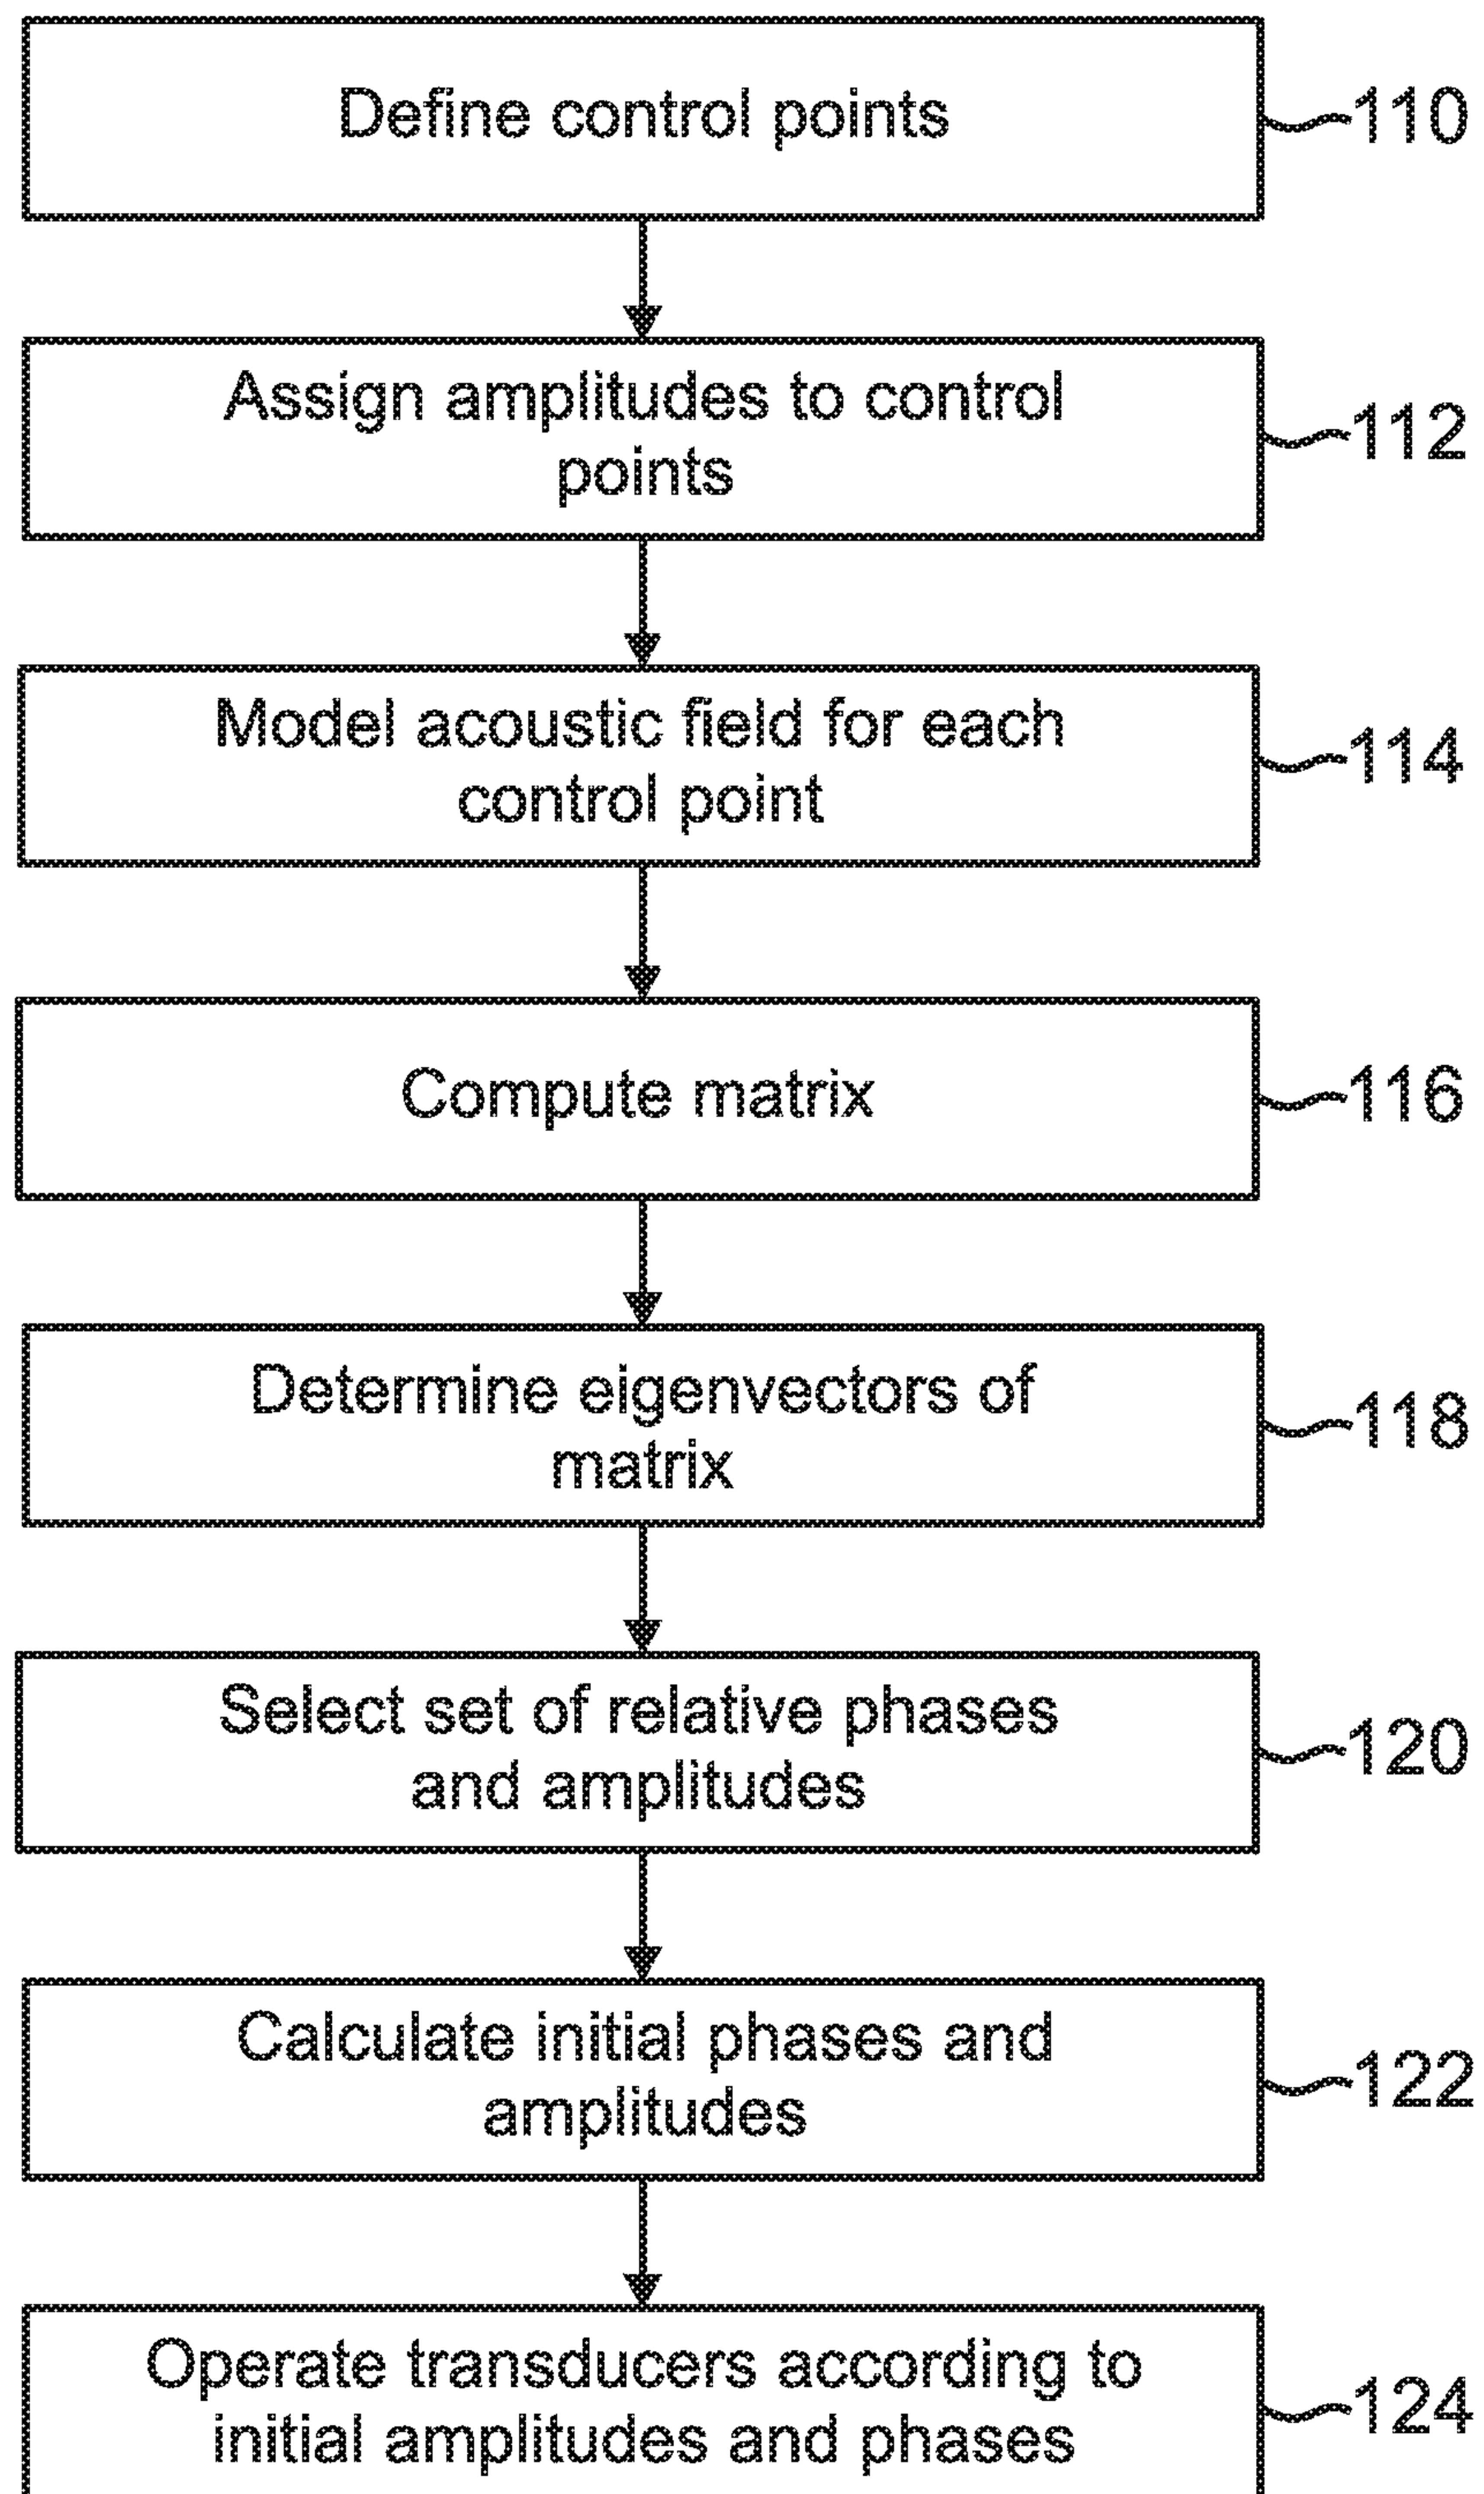 Define control points
110
Assign amplitudes to control
points
112
Model acoustic field for each
control point
114
Compute matrix
116
Determine eigenvectors of
matrix
118
Select set of relative phases
and amplitudes
120
Calculate initial phases and
amplitudes
122
Operate transducers according to
initial amplitudes and phases
124